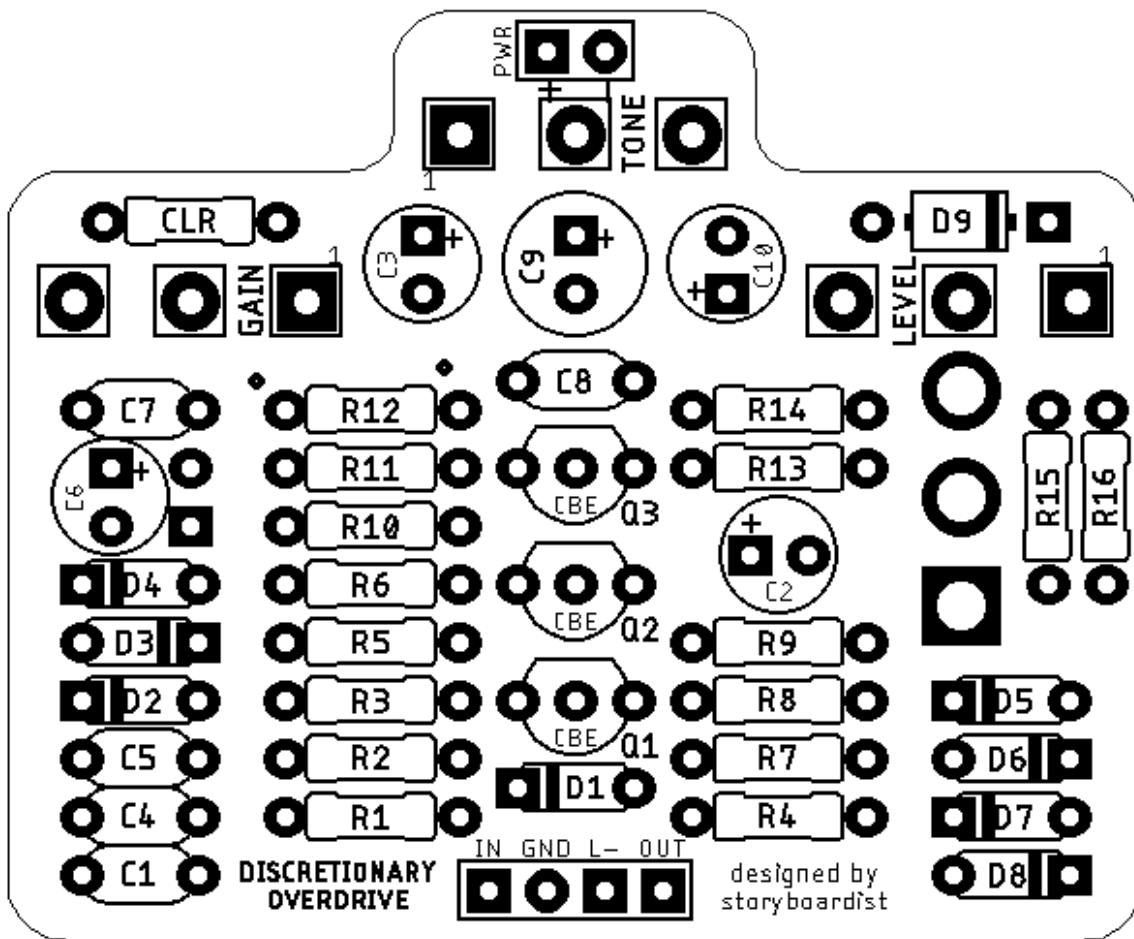 PWR
+ -
TONE
1
CLR
C3
+
C9
+
C10
+
D9
GAIN
1
LEVEL
1
C7
R12
C8
R14
C6
+
R11
CBE
Q3
R13
R15
R16
R10
+
C2
D4
R6
CBE
Q2
D3
R5
R9
D2
R3
CBE
Q1
R8
D5
C5
R2
D1
R7
D6
C4
R1
R4
D7
IN GND L- OUT
C1
DISCRETIONARY
OVERDRIVE
designed by
storyboardist
D8